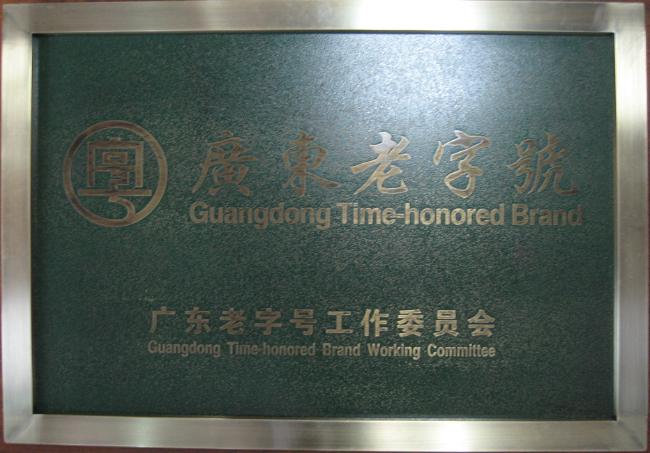 廣東老字號
Guangdong Time-honored Brand
广东老字号工作委员会
Guangdong Time-honored Brand Working Committee